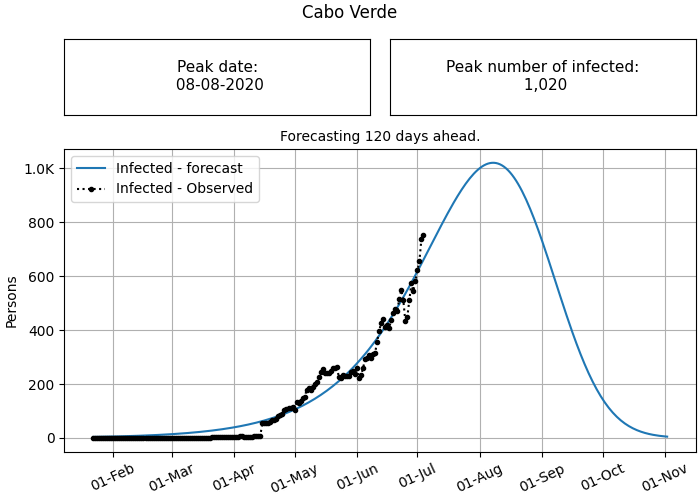 Cabo Verde
Peak date:
08-08-2020
Peak number of infected:
1,020
Forecasting 120 days ahead.
Infected - forecast
Infected - Observed
1.0K
800
600
400
200
0
Persons
01-Feb
01-Mar
01-Apr
01-May
01-Jun
01-Jul
01-Aug
01-Sep
01-Oct
01-Nov